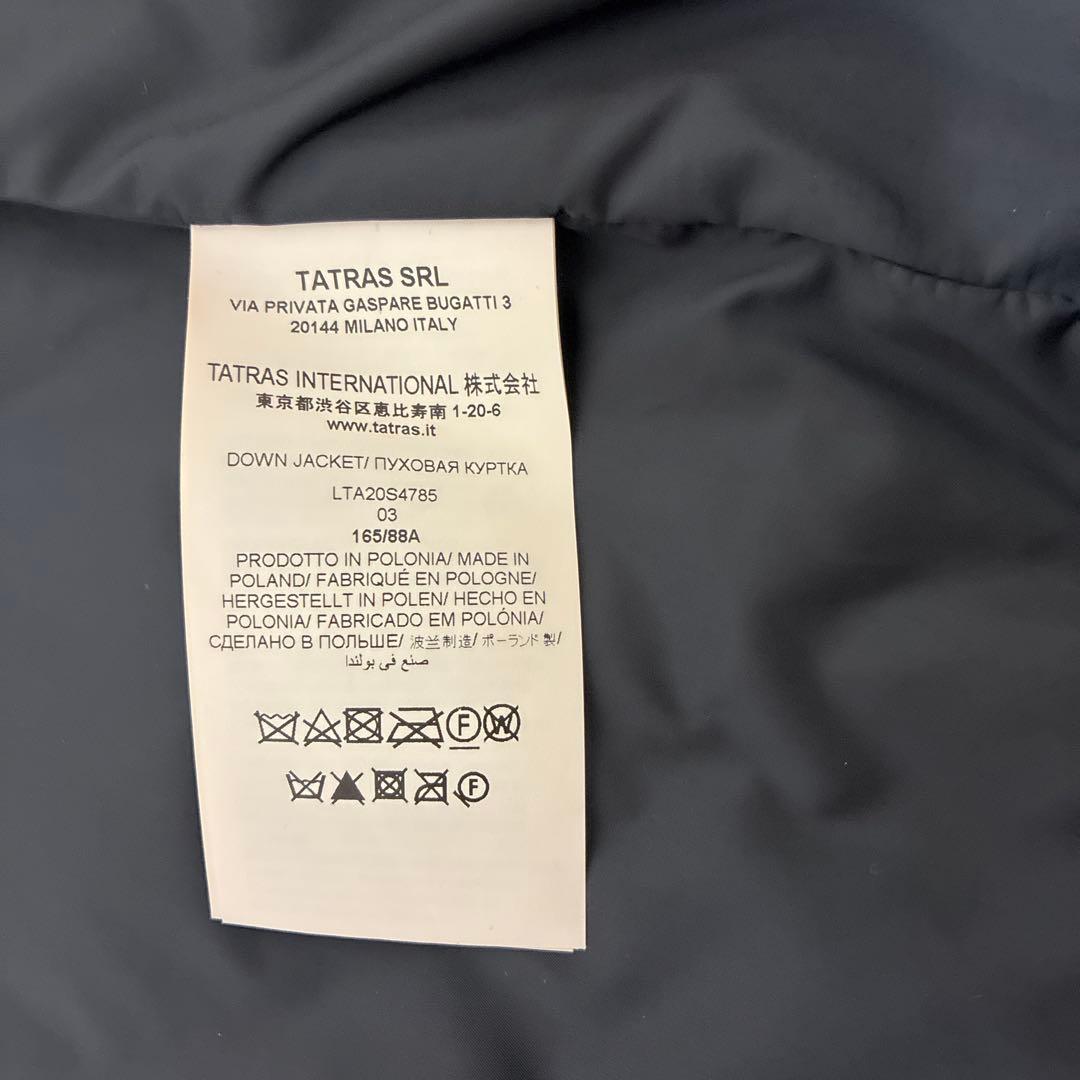 TATRAS SRL
VIA PRIVATA GASPARE BUGATTI 3
20144 MILANO ITALY
TATRAS INTERNATIONAL 株式会社
東京都渋谷区恵比寿南 1-20-6
www.tatras.it
DOWN JACKET/ ПУХОВАЯ КУРТКА
LTA20S4785
03
165/88A
PRODOTTO IN POLONIA/ MADE IN
POLAND/ FABRIQUÉ EN POLOGNE/
HERGESTELLT IN POLEN/ HECHO EN
POLONIA/ FABRICADO EM POLÓNIA/
СДЕЛАНО В ПОЛЬШЕ/ 波兰制造/ ポーランド製/
صنع في بولندا
F W
F